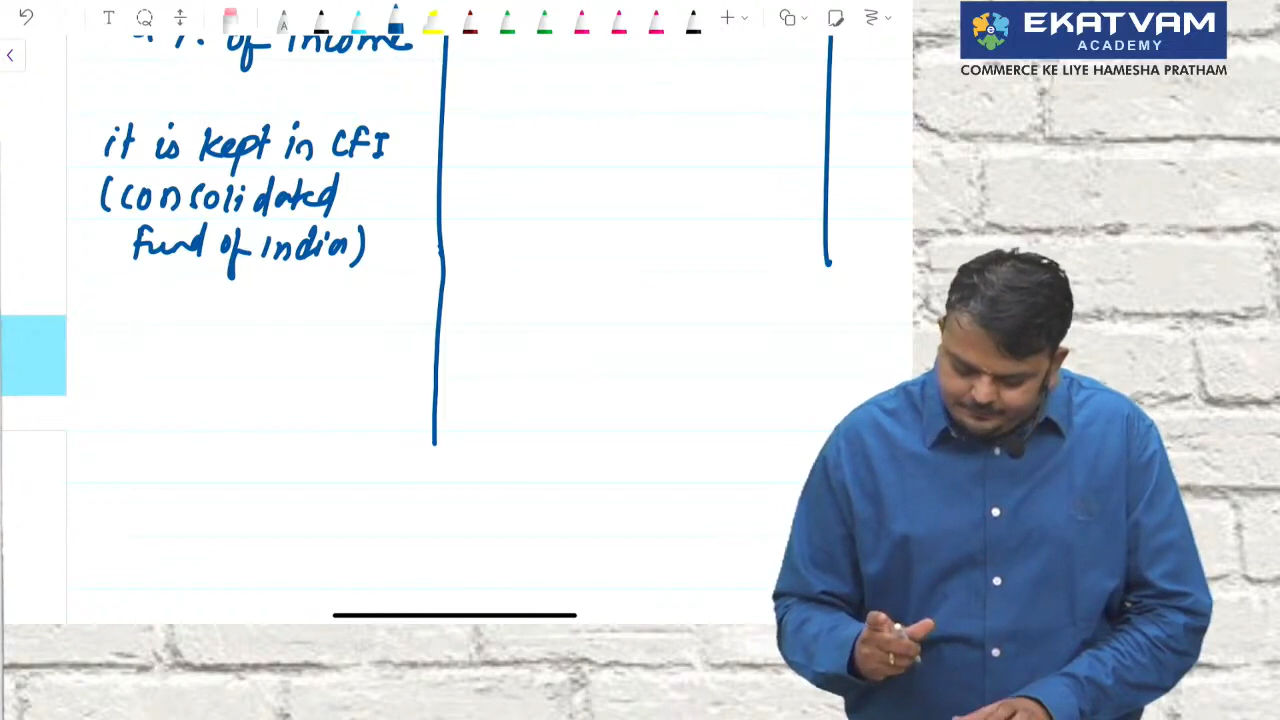 EKATVAM
ACADEMY
COMMERCE KE LIYE HAMESHA PRATHAM
of income
it is kept in CFI
(consolidated
fund of India)